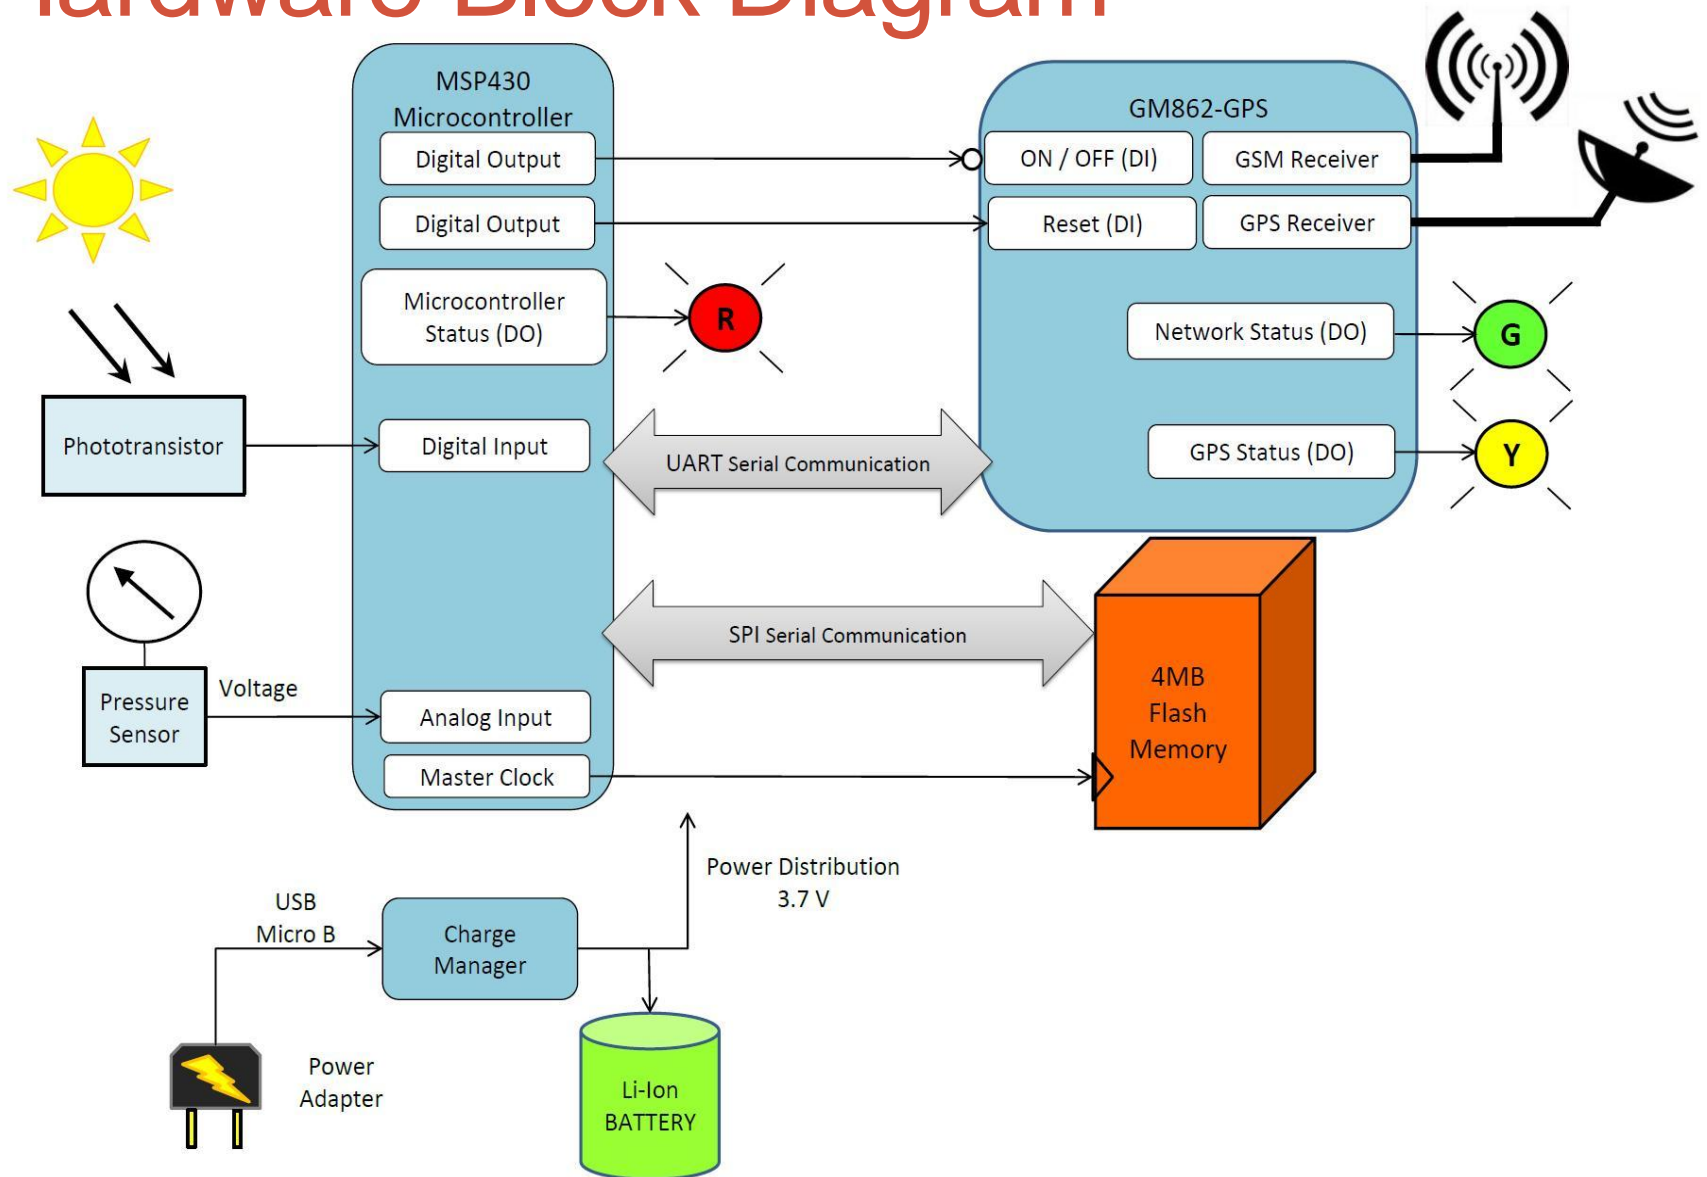 Hardware Block Diagram
MSP430
Microcontroller
Digital Output
Digital Output
Microcontroller
Status (DO)
Digital Input
Analog Input
Master Clock
GM862-GPS
ON / OFF (DI)
GSM Receiver
Reset (DI)
GPS Receiver
Network Status (DO)
GPS Status (DO)
R
G
Y
Phototransistor
UART Serial Communication
SPI Serial Communication
Pressure
Sensor
Voltage
4MB
Flash
Memory
Power Distribution
3.7 V
USB
Micro B
Charge
Manager
Power
Adapter
Li-Ion
BATTERY